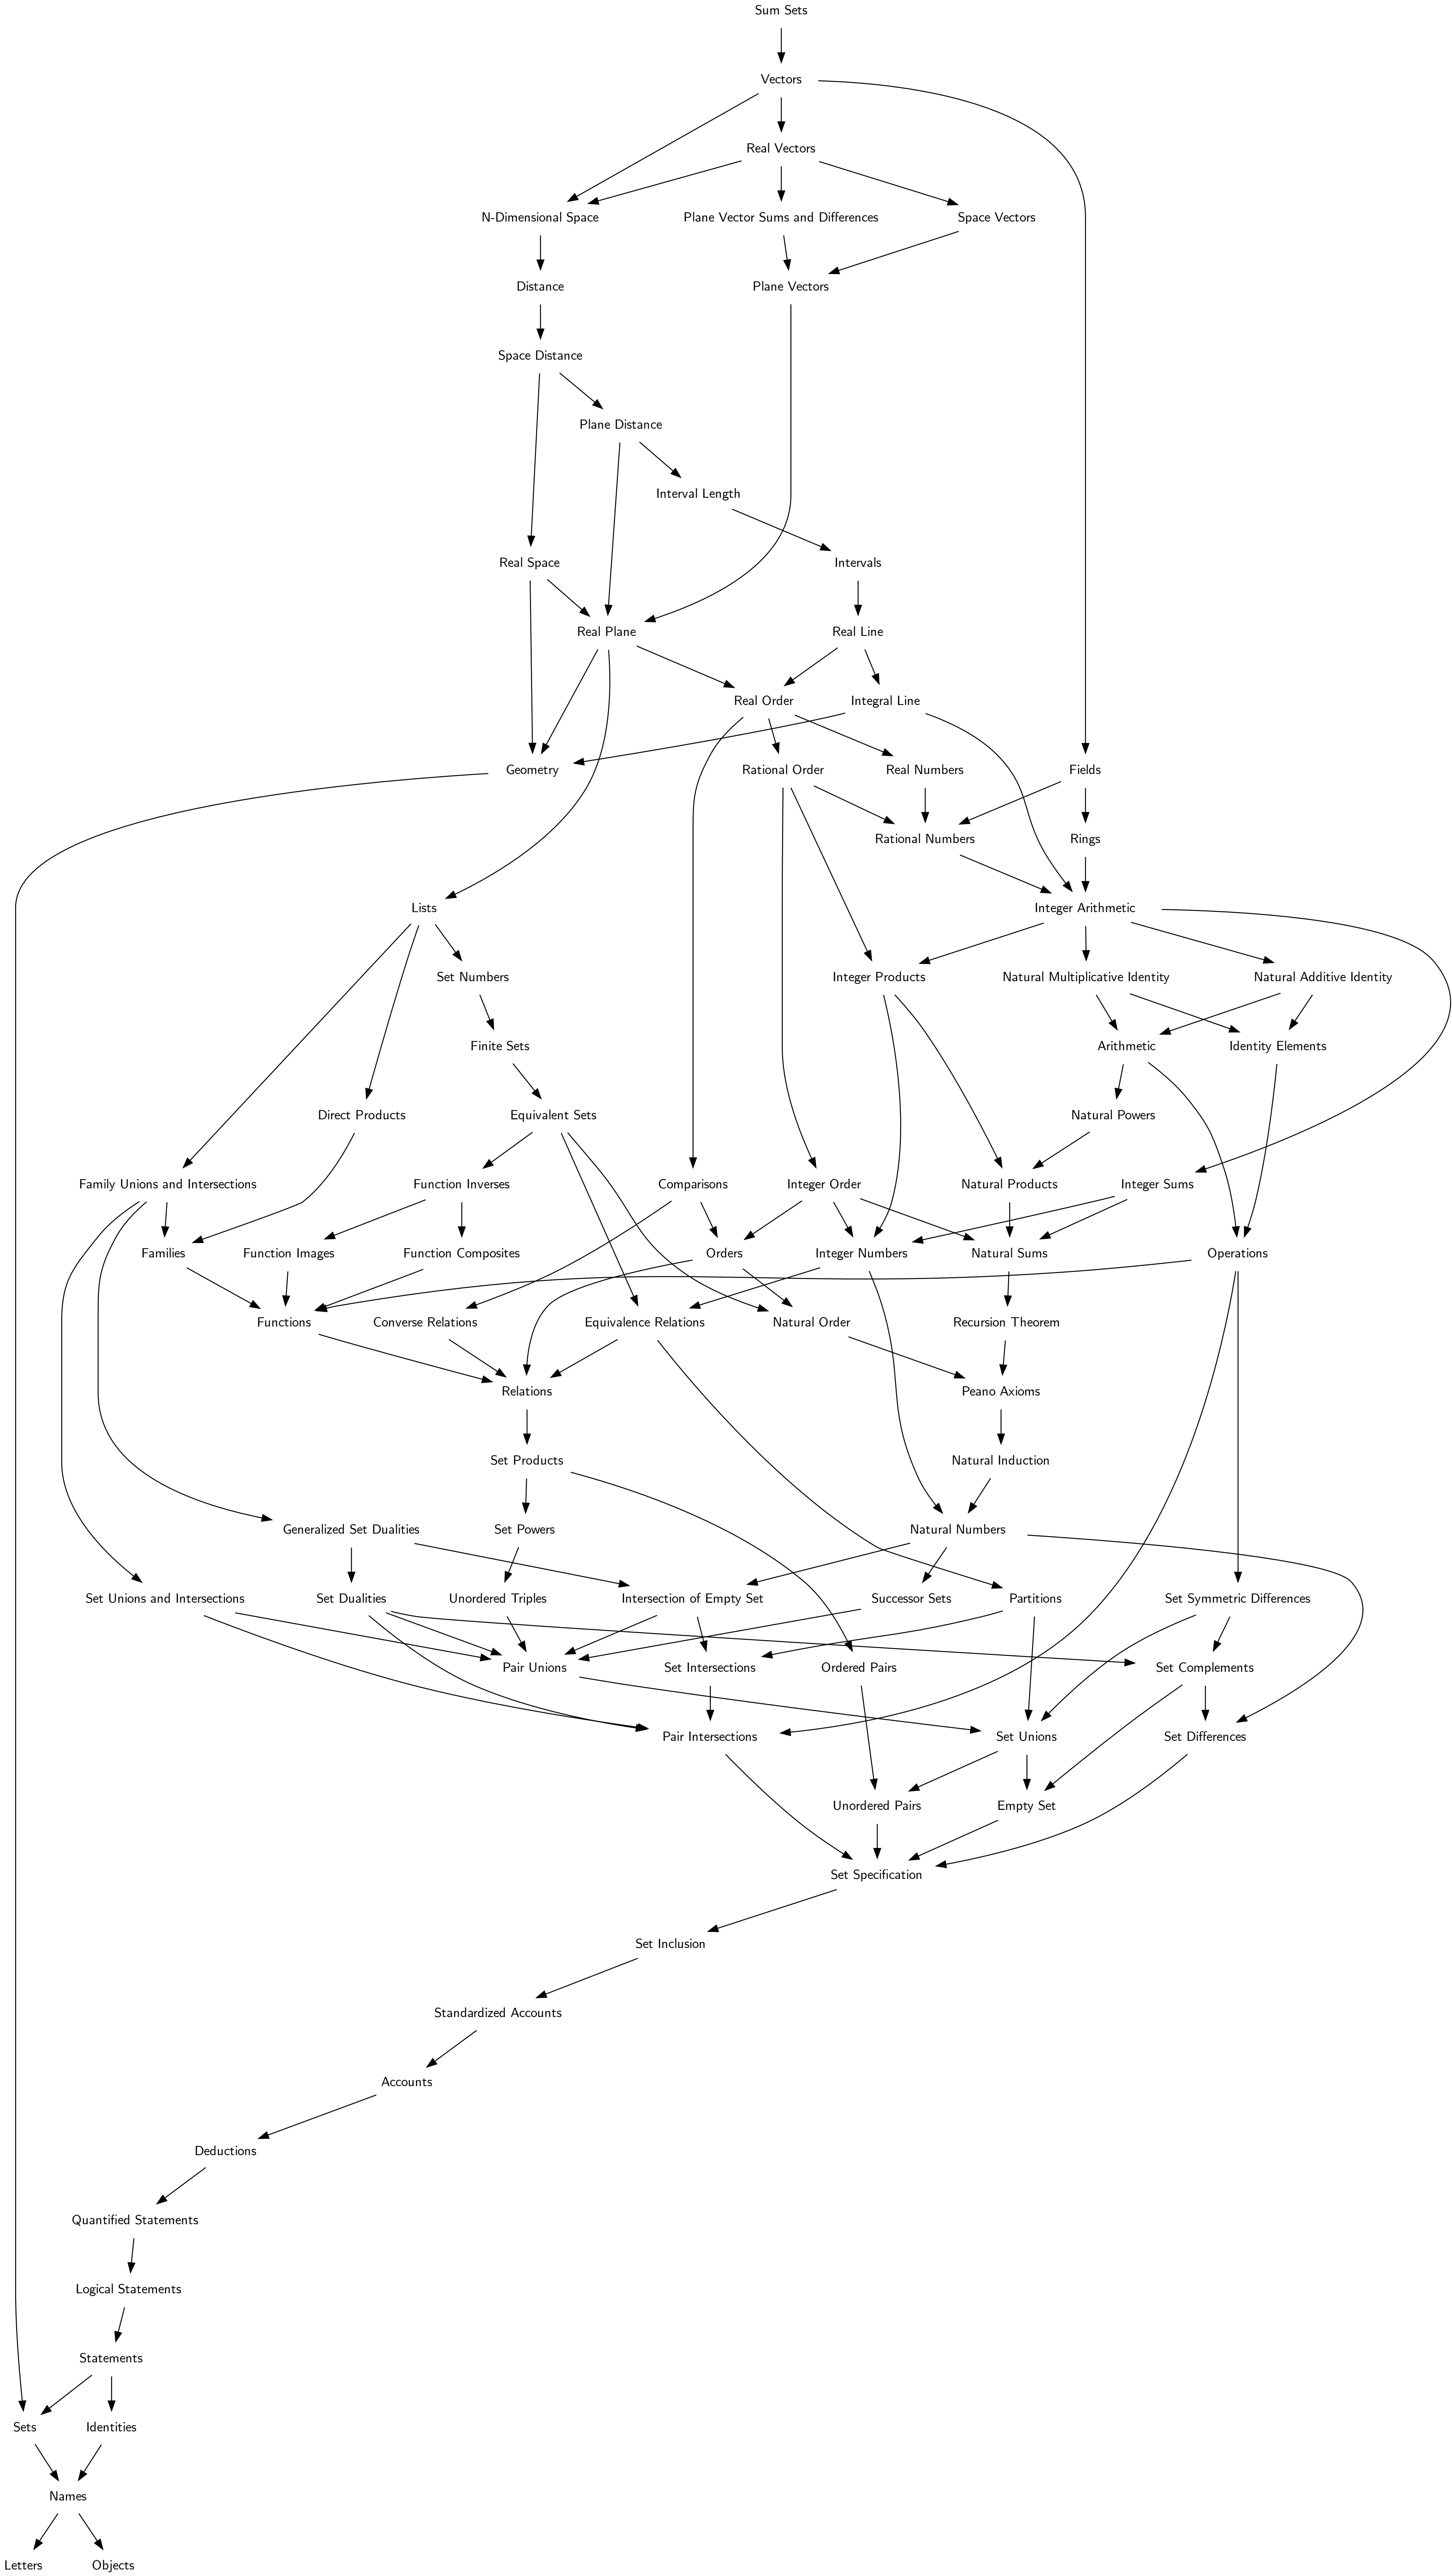 Sum Sets
Vectors
Real Vectors
N-Dimensional Space
Plane Vector Sums and Differences
Space Vectors
Distance
Plane Vectors
Space Distance
Plane Distance
Interval Length
Real Space
Intervals
Real Plane
Real Line
Real Order
Integral Line
Geometry
Rational Order
Real Numbers
Fields
Rational Numbers
Rings
Lists
Integer Arithmetic
Set Numbers
Integer Products
Natural Multiplicative Identity
Natural Additive Identity
Finite Sets
Arithmetic
Identity Elements
Direct Products
Equivalent Sets
Natural Powers
Family Unions and Intersections
Function Inverses
Comparisons
Integer Order
Natural Products
Integer Sums
Families
Function Images
Function Composites
Orders
Integer Numbers
Natural Sums
Operations
Functions
Converse Relations
Equivalence Relations
Natural Order
Recursion Theorem
Relations
Peano Axioms
Set Products
Natural Induction
Generalized Set Dualities
Set Powers
Natural Numbers
Set Unions and Intersections
Set Dualities
Unordered Triples
Intersection of Empty Set
Successor Sets
Partitions
Set Symmetric Differences
Pair Unions
Set Intersections
Ordered Pairs
Set Complements
Pair Intersections
Set Unions
Set Differences
Unordered Pairs
Empty Set
Set Specification
Set Inclusion
Standardized Accounts
Accounts
Deductions
Quantified Statements
Logical Statements
Statements
Sets
Identities
Names
Letters
Objects